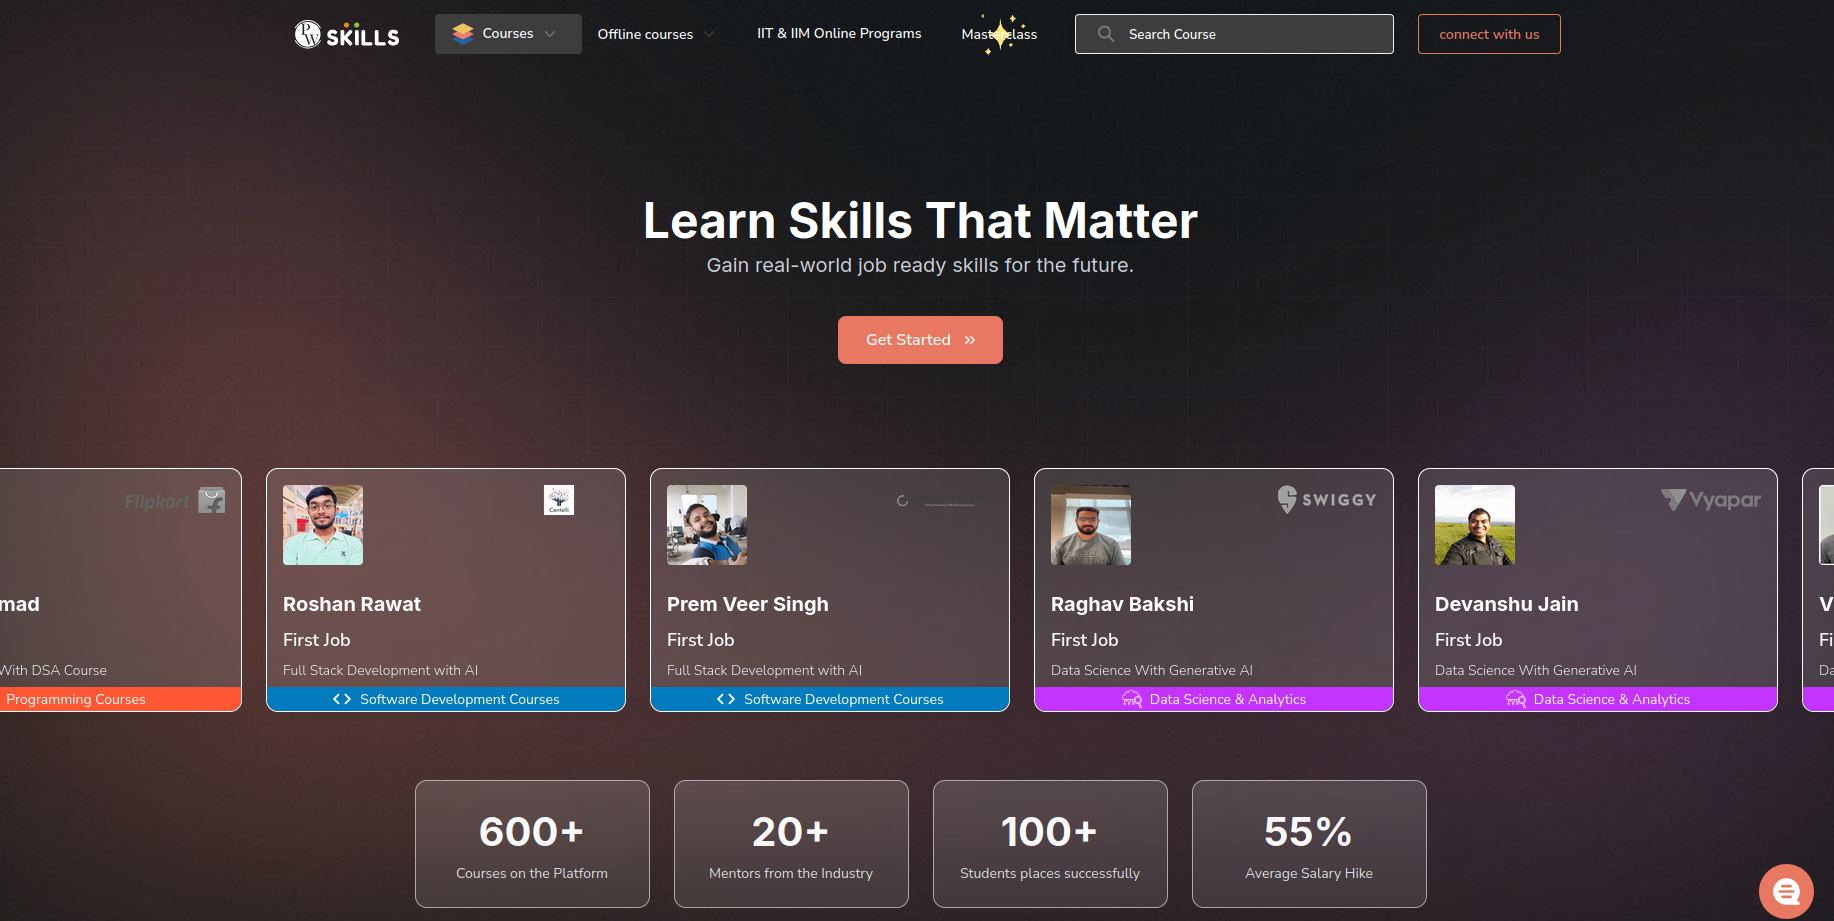 PW SKILLS
Courses
Offline courses
IIT & IIM Online Programs
Masterclass
Search Course
connect with us
Learn Skills That Matter
Gain real-world job ready skills for the future.
Get Started
Flipkart
mad
With DSA Course
Programming Courses
Centelli
Roshan Rawat
First Job
Full Stack Development with AI
Software Development Courses
Prem Veer Singh
First Job
Full Stack Development with AI
Software Development Courses
SWIGGY
Raghav Bakshi
First Job
Data Science With Generative AI
Data Science & Analytics
Vyapar
Devanshu Jain
First Job
Data Science With Generative AI
Data Science & Analytics
V
Fi
Da
600+
Courses on the Platform
20+
Mentors from the Industry
100+
Students places successfully
55%
Average Salary Hike